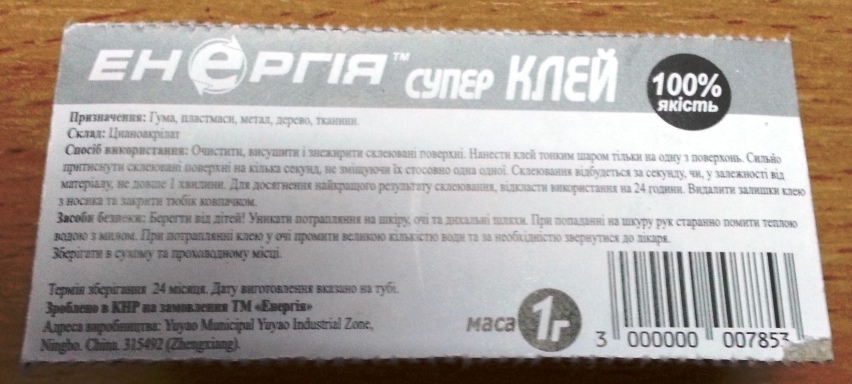 ЕНЕРГІЯ™ СУПЕР КЛЕЙ
100% якість
Призначення: Гума, пластмаси, метал, дерево, тканини.
Склад: Цианоакрілат
Спосіб використання: Очистити, висушити і знежирити склеювані поверхні. Нанести клей тонким шаром тільки на одну з поверхонь. Сильно
притиснути склеювані поверхні на кілька секунд, не зміщуючи їх стосовно одна одної. Склеювання відбудеться за секунду, чи, у залежності від
матеріалу, не довше 1 хвилини. Для досягнення найкращого результату склеювання, відкласти використання на 24 години. Видалити залишки клею
з носика та закрити тюбік ковпачком.
Засоби безпеки: Берегти від дітей! Уникати потрапляння на шкіру, очі та дихальні шляхи. При попаданні на шкуру рук старанно помити теплою
водою з милом. При потраплянні клею у очі промити великою кількістю води та за необхідністю звернутися до лікаря.
Зберігати в сухому та прохолодному місці.
Термін зберігання 24 місяця. Дату виготовлення вказано на тубі.
Зроблено в КНР на замовлення ТМ «Енергія»
Адреса виробництва: Yuyao Municipal Yuyao Industrial Zone,
Ningbo. China. 315492 (Zhengxiang).
маса 1г
3 000000 007853